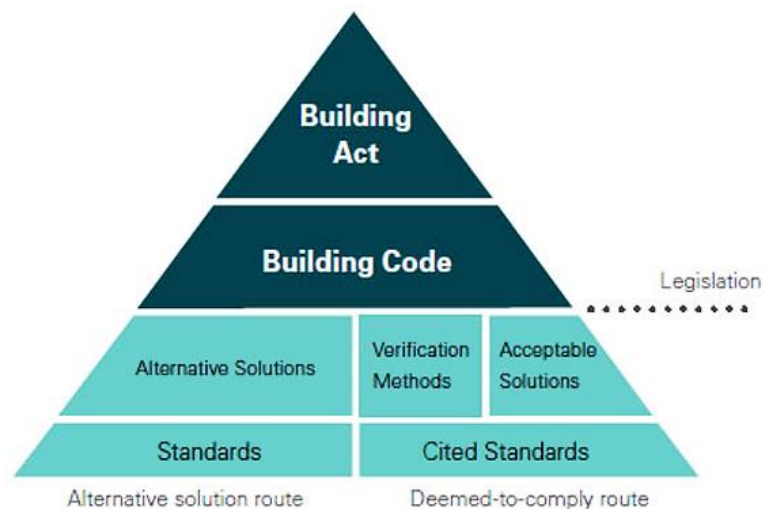 Building
Act
Building Code
Legislation
Alternative Solutions
Verification
Methods
Acceptable
Solutions
Standards
Cited Standards
Alternative solution route
Deemed-to-comply route